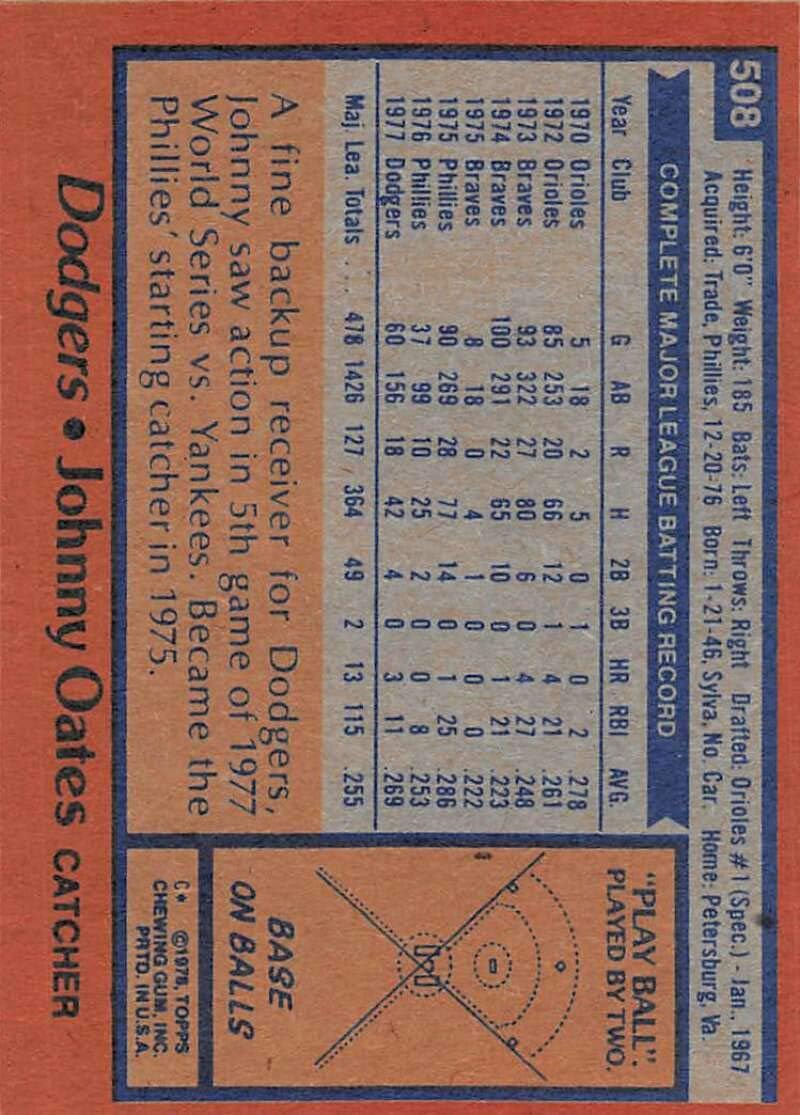 508
Height: 6'0" Weight: 185 Bats: Left Throws: Right Drafted: Orioles #1 (Spec.) - Jan., 1967
Acquired: Trade, Phillies, 12-20-76 Born: 1-21-46, Sylva, No. Car. Home: Petersburg, Va.
COMPLETE MAJOR LEAGUE BATTING RECORD
Year Club G AB R H 2B 3B HR RBI AVG.
1970 Orioles 5 18 2 5 0 1 0 2 .278
1972 Orioles 85 253 20 66 12 1 4 21 .261
1973 Braves 93 322 27 80 6 0 4 27 .248
1974 Braves 100 291 22 65 10 0 1 21 .223
1975 Braves 8 18 0 4 1 0 0 0 .222
1975 Phillies 90 269 28 77 14 0 1 25 .286
1976 Phillies 37 99 10 25 2 0 0 8 .253
1977 Dodgers 60 156 18 42 4 0 3 11 .269
Maj. Lea. Totals ... 478 1426 127 364 49 2 13 115 .255
A fine backup receiver for Dodgers,
Johnny saw action in 5th game of 1977
World Series vs. Yankees. Became the
Phillies' starting catcher in 1975.
"PLAY BALL".
PLAYED BY TWO.
BASE
ON BALLS
C* ©1978, TOPPS
CHEWING GUM, INC.
PRTD. IN U.S.A.
Dodgers • Johnny Oates CATCHER